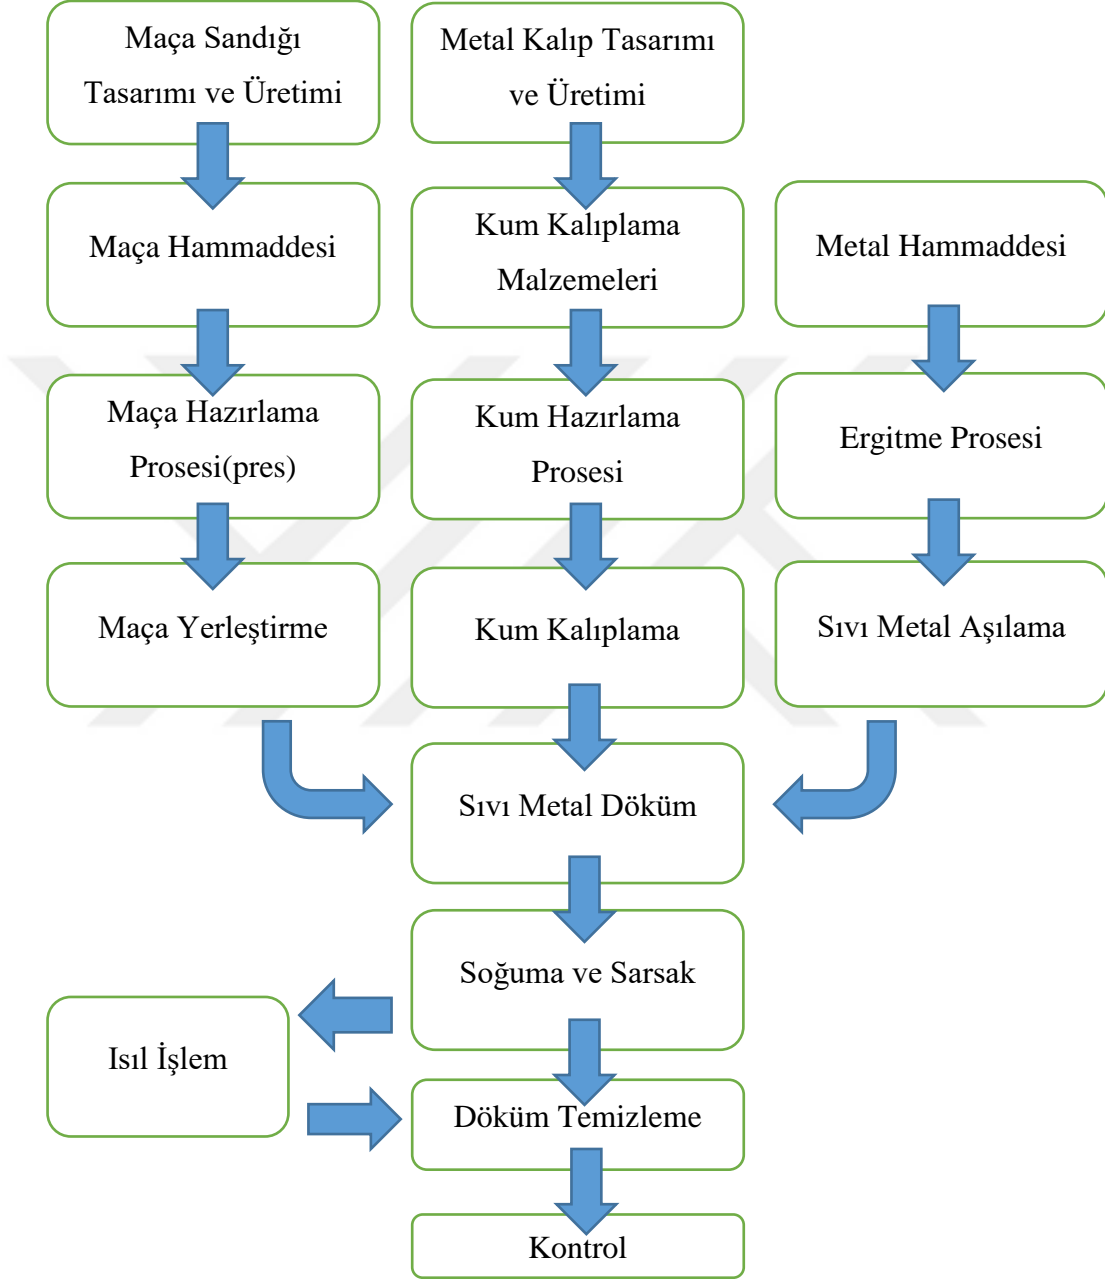 Maça Sandığı
Tasarımı ve Üretimi
Metal Kalıp Tasarımı
ve Üretimi
Maça Hammaddesi
Kum Kalıplama
Malzemeleri
Metal Hammaddesi
Maça Hazırlama
Prosesi(pres)
Kum Hazırlama
Prosesi
Ergitme Prosesi
Maça Yerleştirme
Kum Kalıplama
Sıvı Metal Aşılama
Sıvı Metal Döküm
Soğuma ve Sarsak
Isıl İşlem
Döküm Temizleme
Kontrol